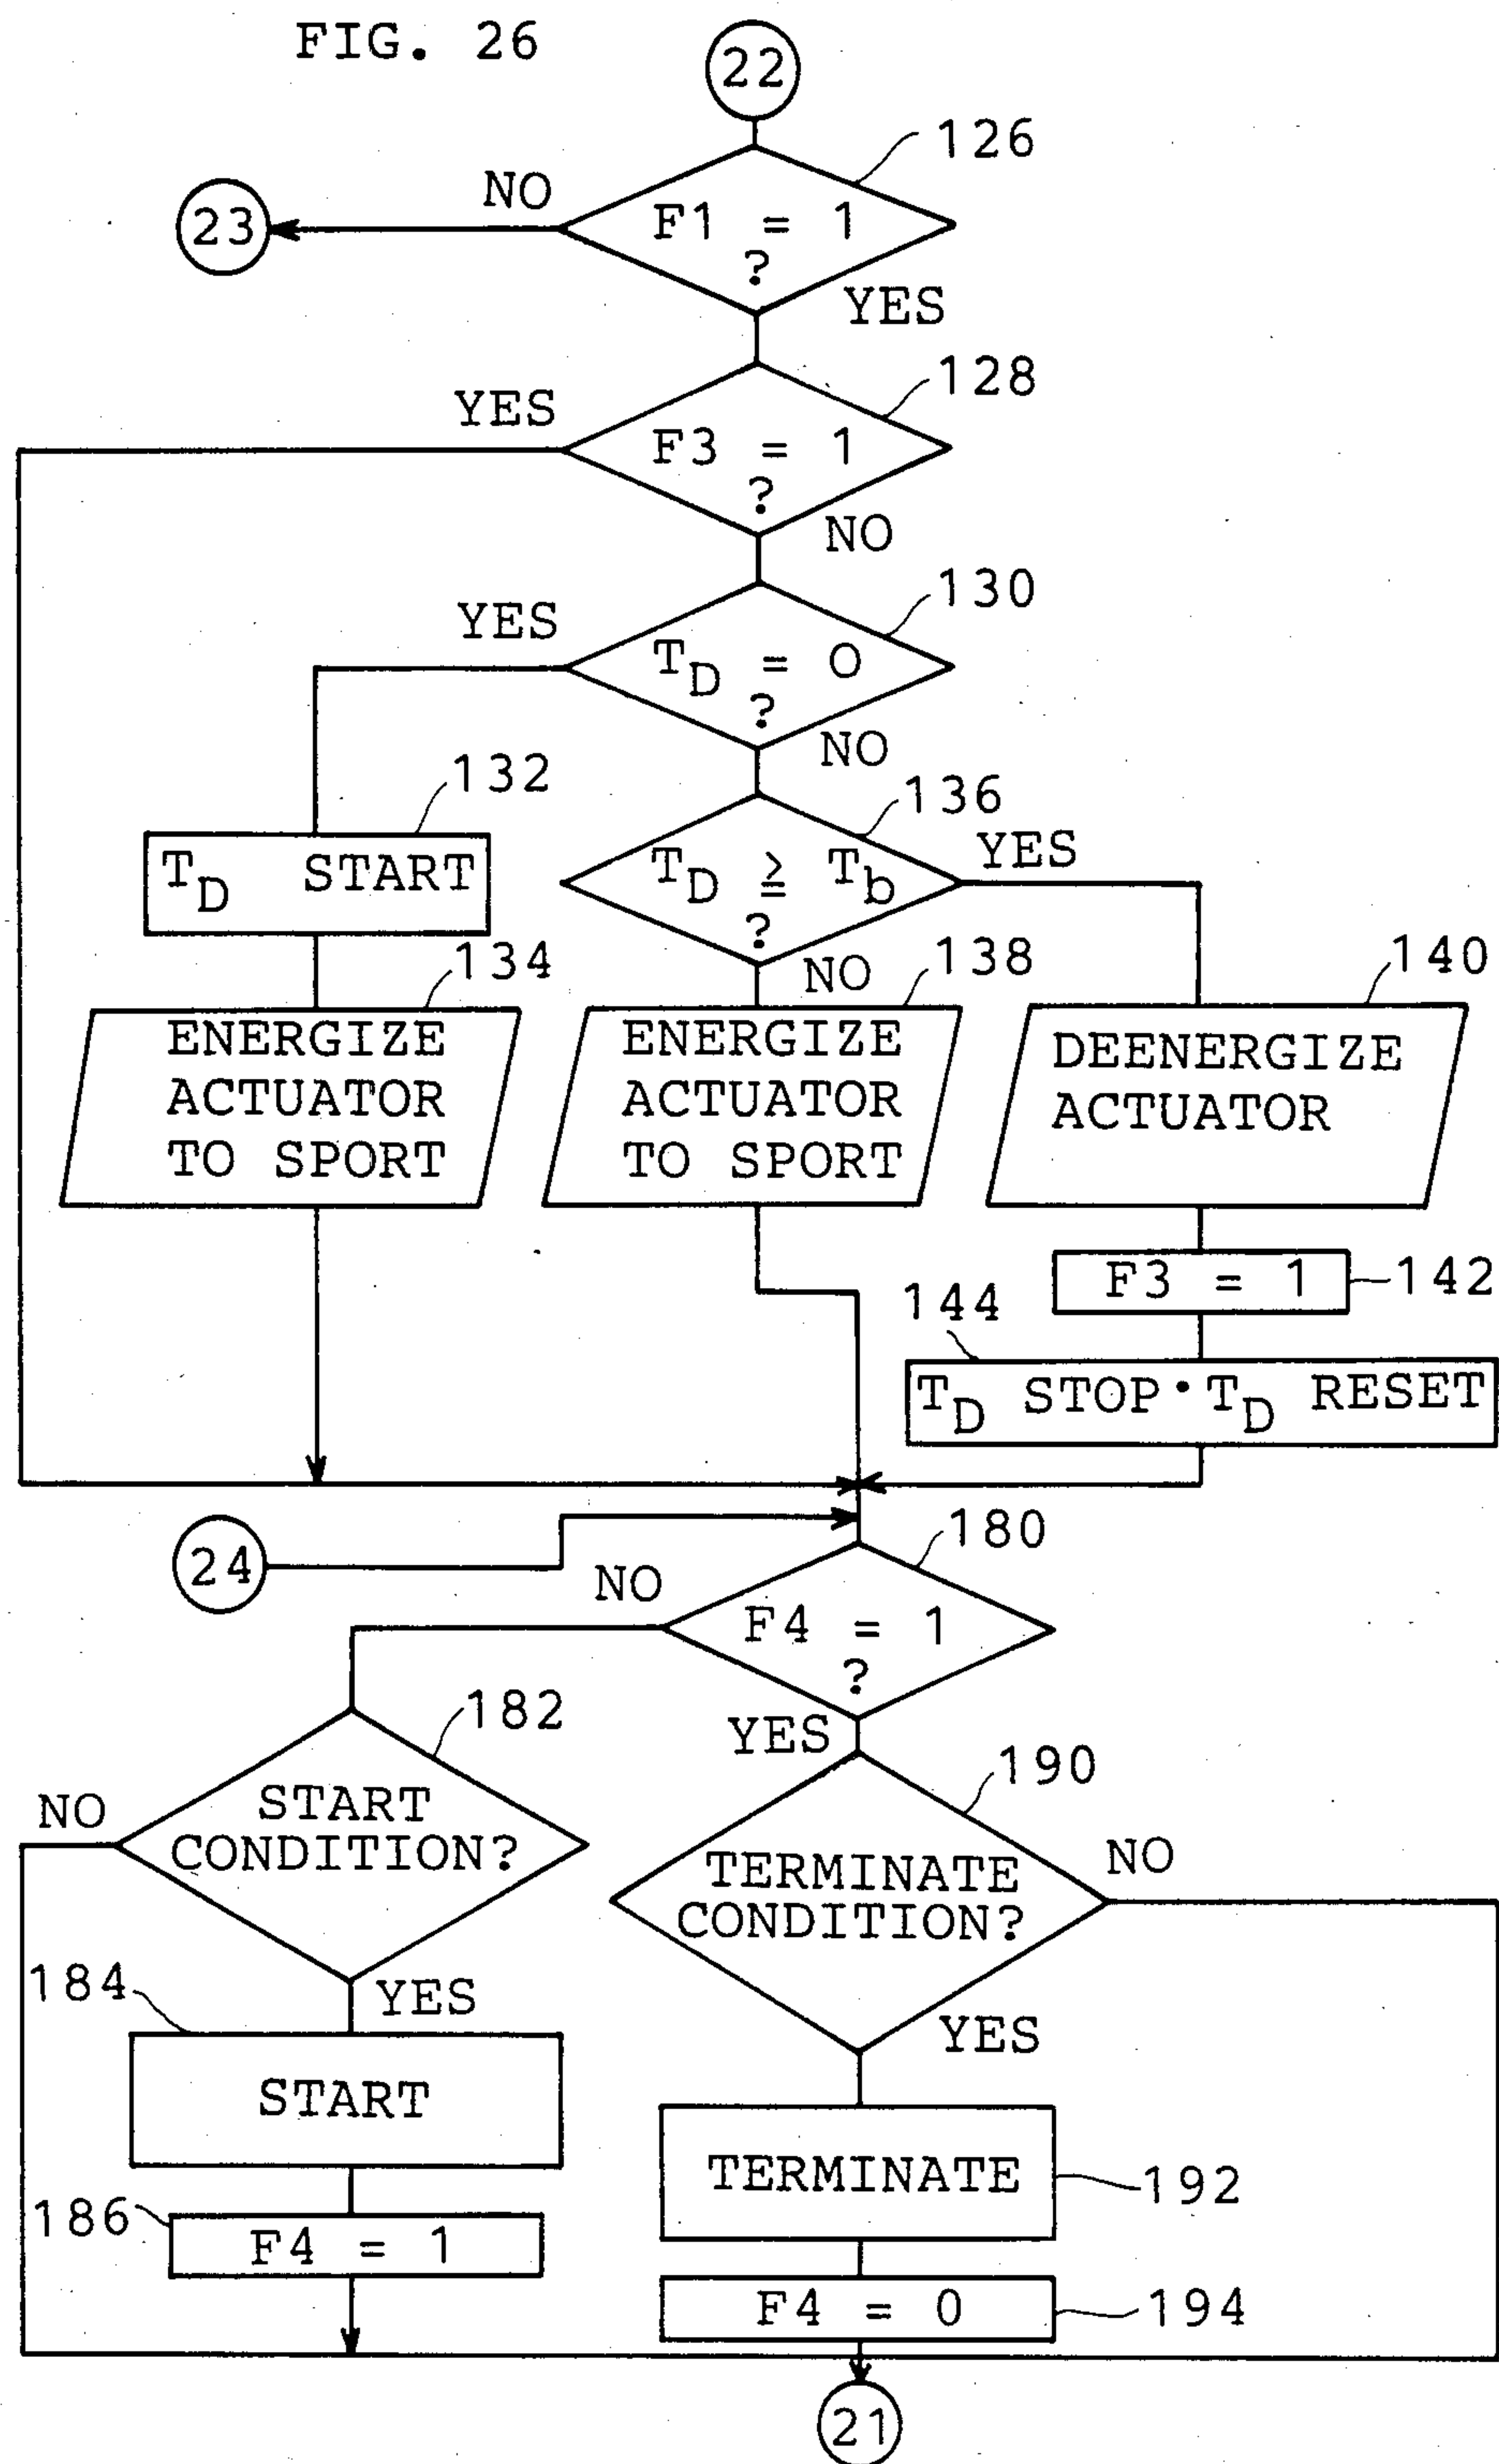 FIG. 26
22
126
NO
23
F1 = 1
?
YES
128
YES
F3 = 1
?
NO
130
YES
TD = 0
?
NO
132
136
TD START
TD ≧ Tb
?
YES
NO
134
138
140
ENERGIZE
ACTUATOR
TO SPORT
ENERGIZE
ACTUATOR
TO SPORT
DEENERGIZE
ACTUATOR
F3 = 1
142
144
TD STOP・TD RESET
24
180
NO
F4 = 1
?
YES
182
190
NO
START
CONDITION?
TERMINATE
CONDITION?
NO
184
YES
YES
START
TERMINATE
192
186
F4 = 1
F4 = 0
194
21